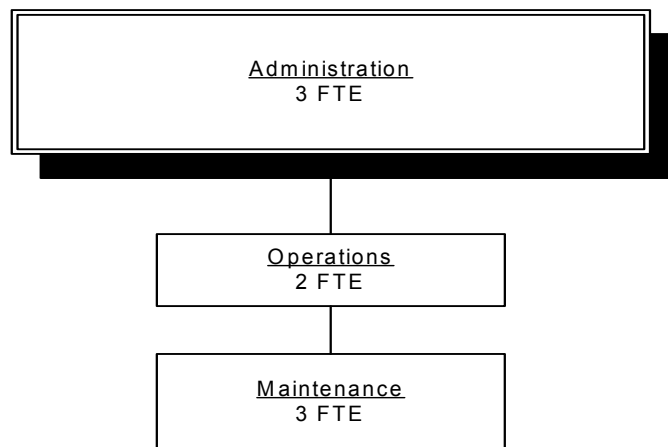 Administration
3 FTE
Operations
2 FTE
Maintenance
3 FTE